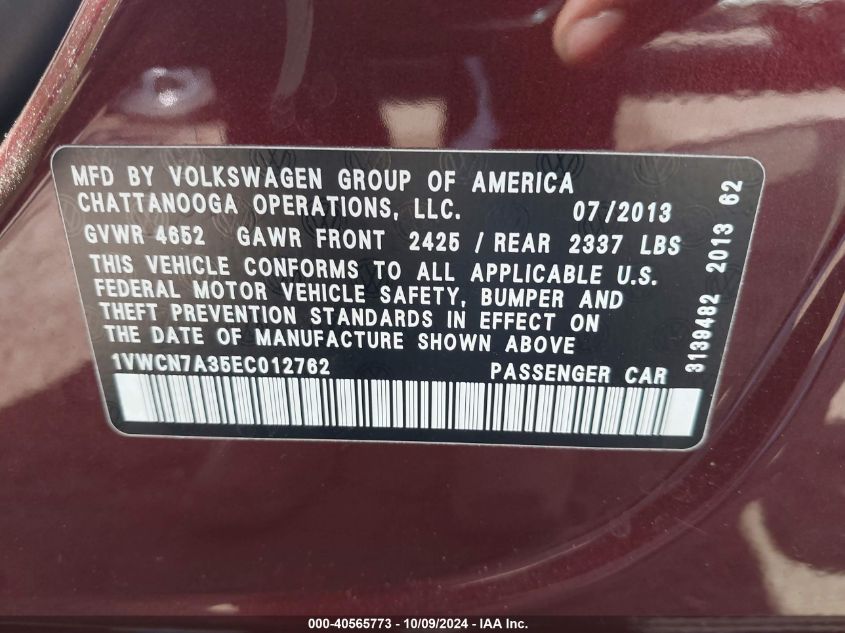 MFD BY VOLKSWAGEN GROUP OF AMERICA
CHATTANOOGA OPERATIONS, LLC. 07/2013
GVWR 4652 GAWR FRONT 2425 / REAR 2337 LBS
THIS VEHICLE CONFORMS TO ALL APPLICABLE U.S.
FEDERAL MOTOR VEHICLE SAFETY, BUMPER AND
THEFT PREVENTION STANDARDS IN EFFECT ON
THE DATE OF MANUFACTURE SHOWN ABOVE
1VWCN7A35EC012762 PASSENGER CAR
3139482 2013 62
000-40565773 - 10/09/2024 - IAA Inc.